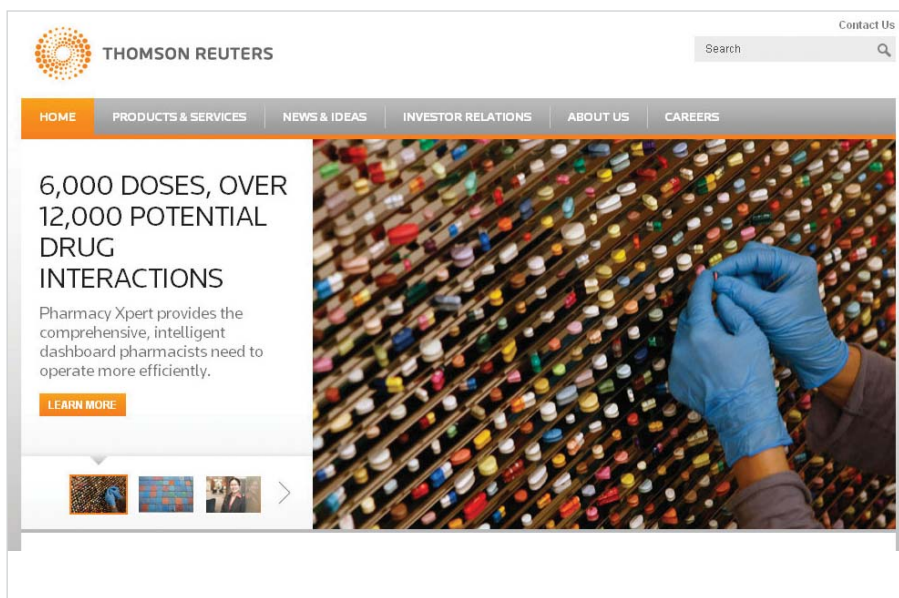 Contact Us
THOMSON REUTERS
Search
HOME PRODUCTS & SERVICES NEWS & IDEAS INVESTOR RELATIONS ABOUT US CAREERS
6,000 DOSES, OVER
12,000 POTENTIAL
DRUG
INTERACTIONS
Pharmacy Xpert provides the
comprehensive, intelligent
dashboard pharmacists need to
operate more efficiently.
LEARN MORE